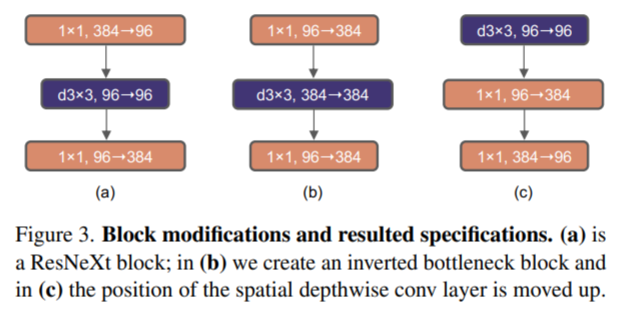 1×1, 384→96
1×1, 96→384
d3×3, 96→96
d3×3, 96→96
d3×3, 384→384
1×1, 96→384
1×1, 96→384
1×1, 96→384
1×1, 384→96
(a)
(b)
(c)
Figure 3. Block modifications and resulted specifications. (a) is
a ResNeXt block; in (b) we create an inverted bottleneck block and
in (c) the position of the spatial depthwise conv layer is moved up.